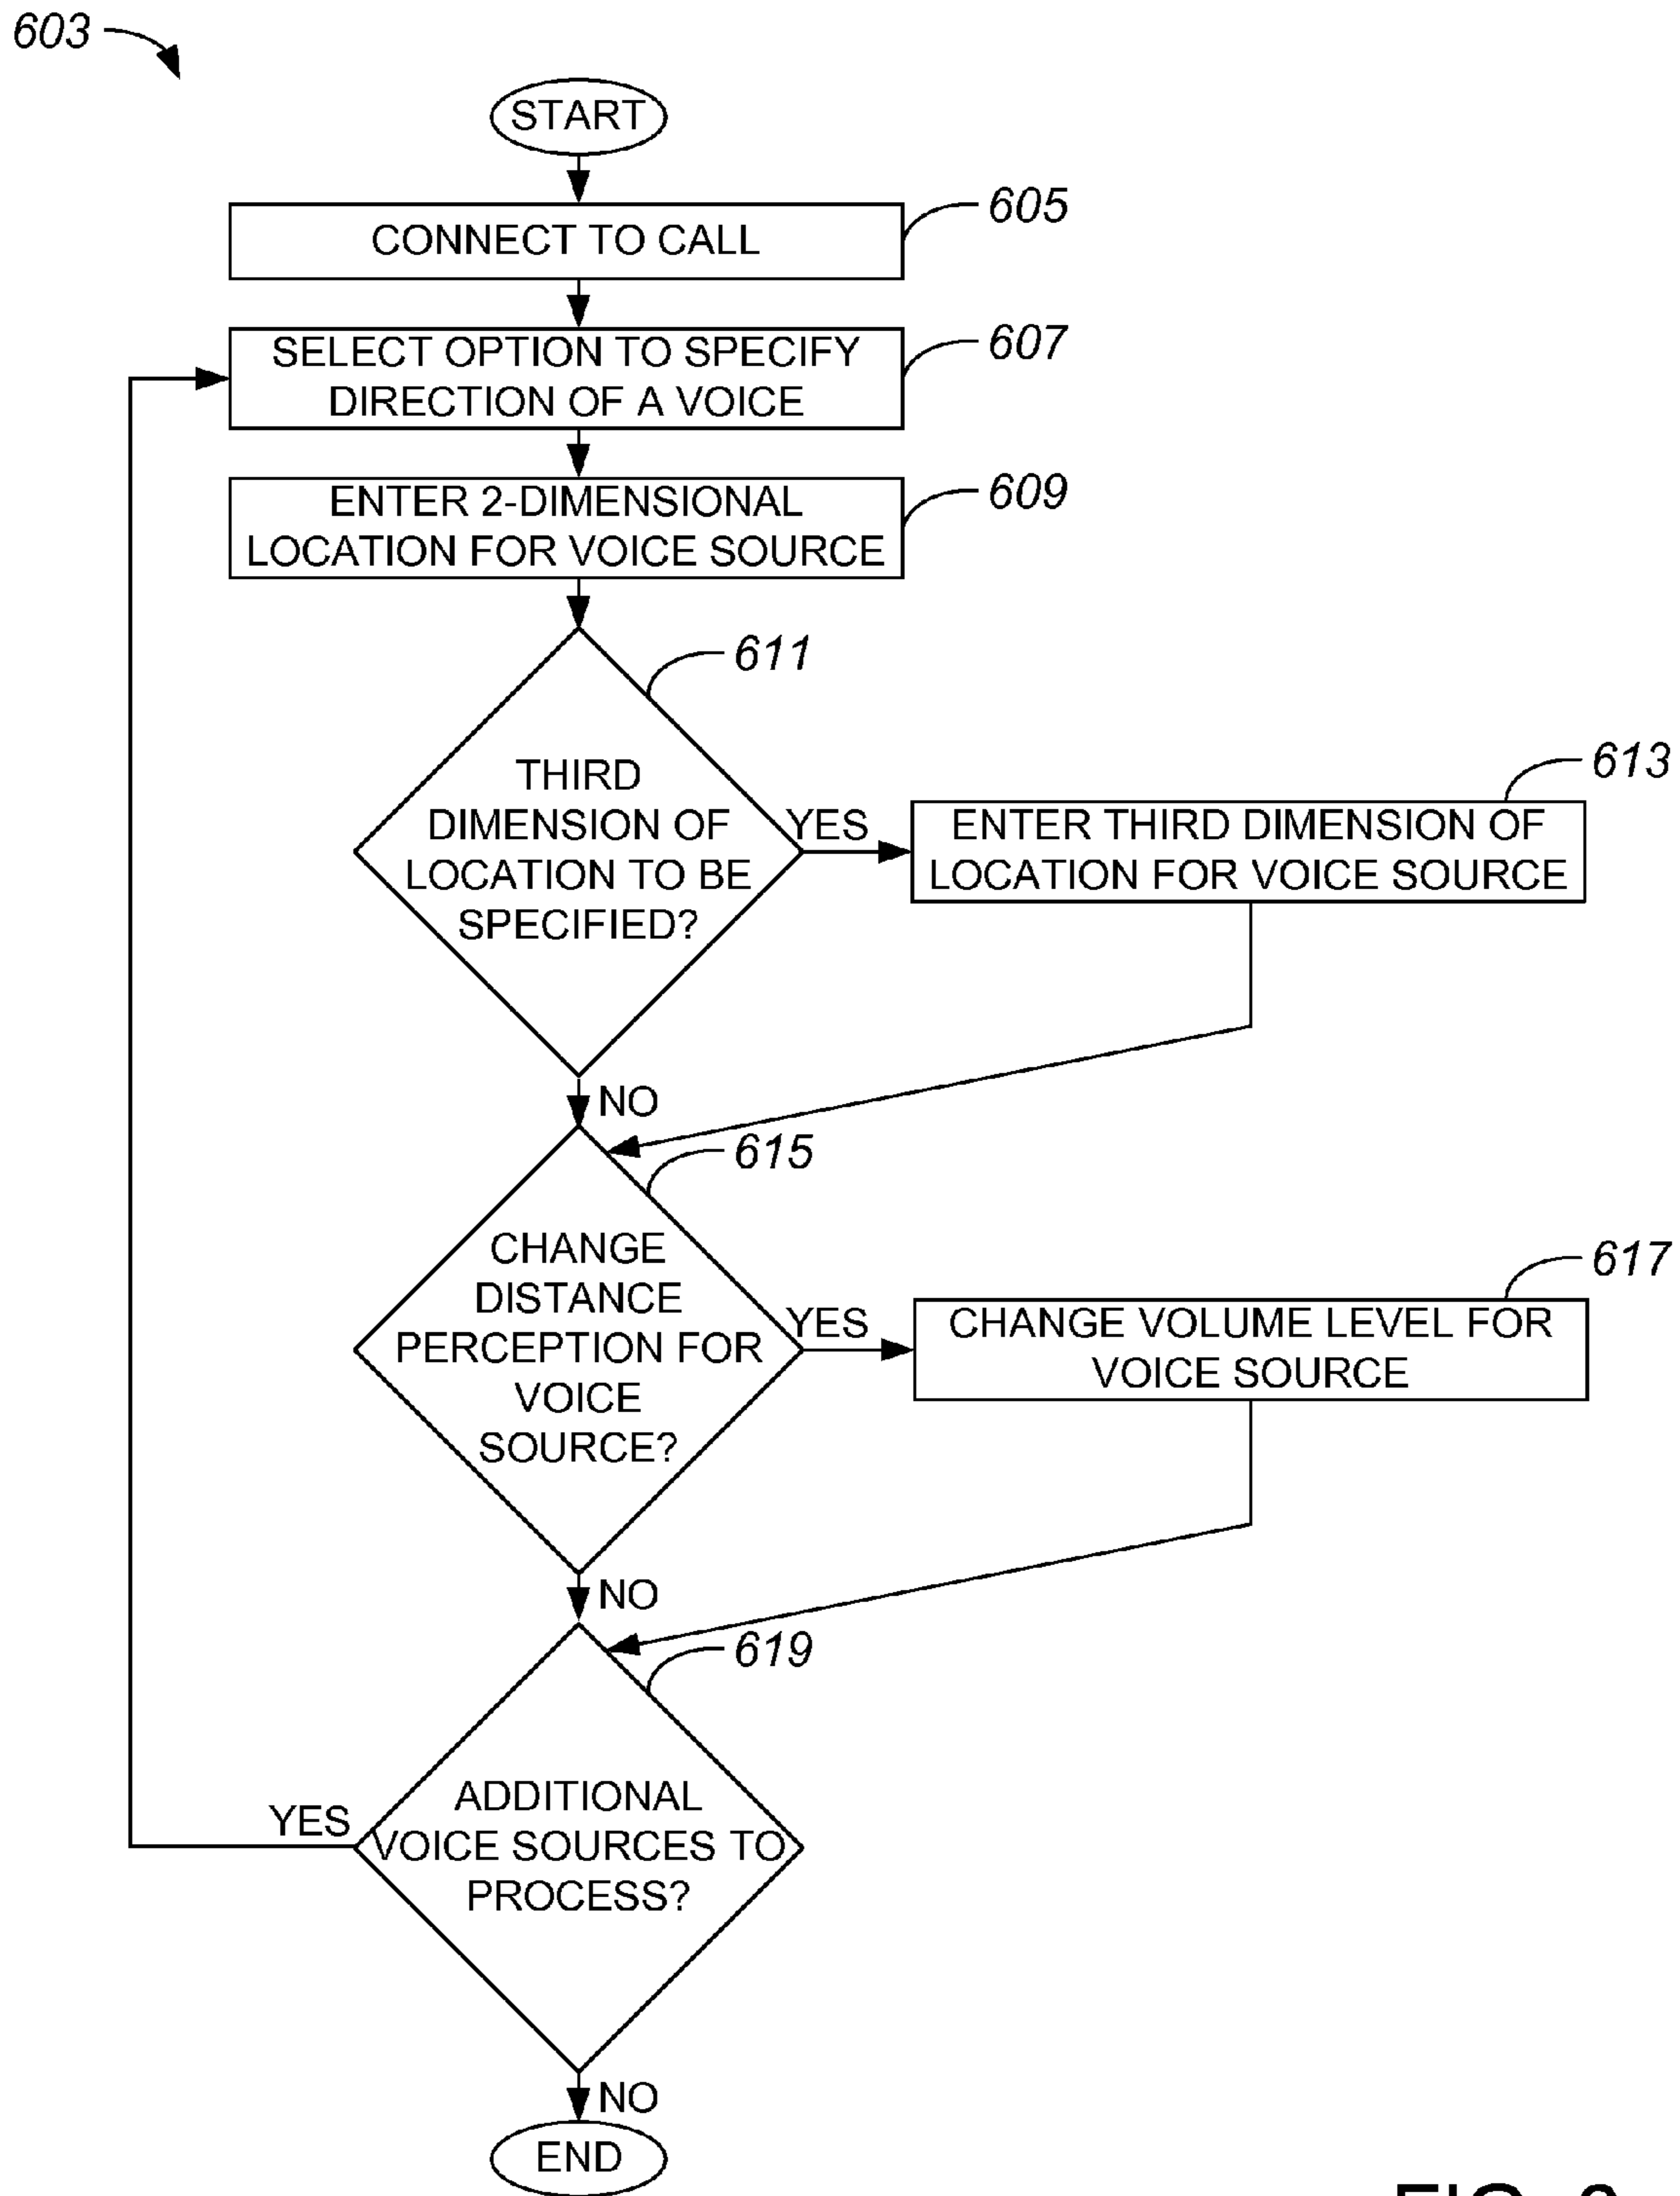 603
START
CONNECT TO CALL
605
SELECT OPTION TO SPECIFY
DIRECTION OF A VOICE
607
ENTER 2-DIMENSIONAL
LOCATION FOR VOICE SOURCE
609
611
THIRD
DIMENSION OF
LOCATION TO BE
SPECIFIED?
YES
613
ENTER THIRD DIMENSION OF
LOCATION FOR VOICE SOURCE
NO
615
CHANGE
DISTANCE
PERCEPTION FOR
VOICE
SOURCE?
YES
617
CHANGE VOLUME LEVEL FOR
VOICE SOURCE
NO
619
ADDITIONAL
VOICE SOURCES TO
PROCESS?
YES
NO
END
FIG.